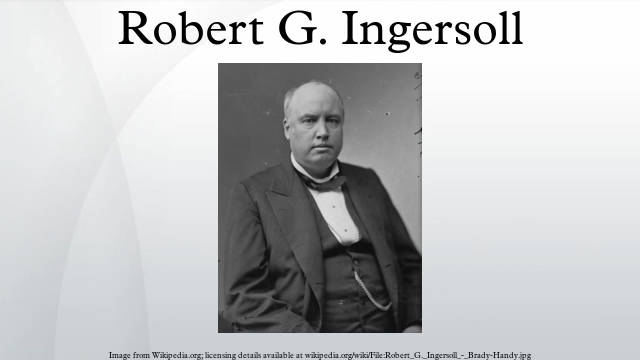 Robert G. Ingersoll
Image from Wikipedia.org; licensing details available at wikipedia.org/wiki/File:Robert_G._Ingersoll_-_Brady-Handy.jpg